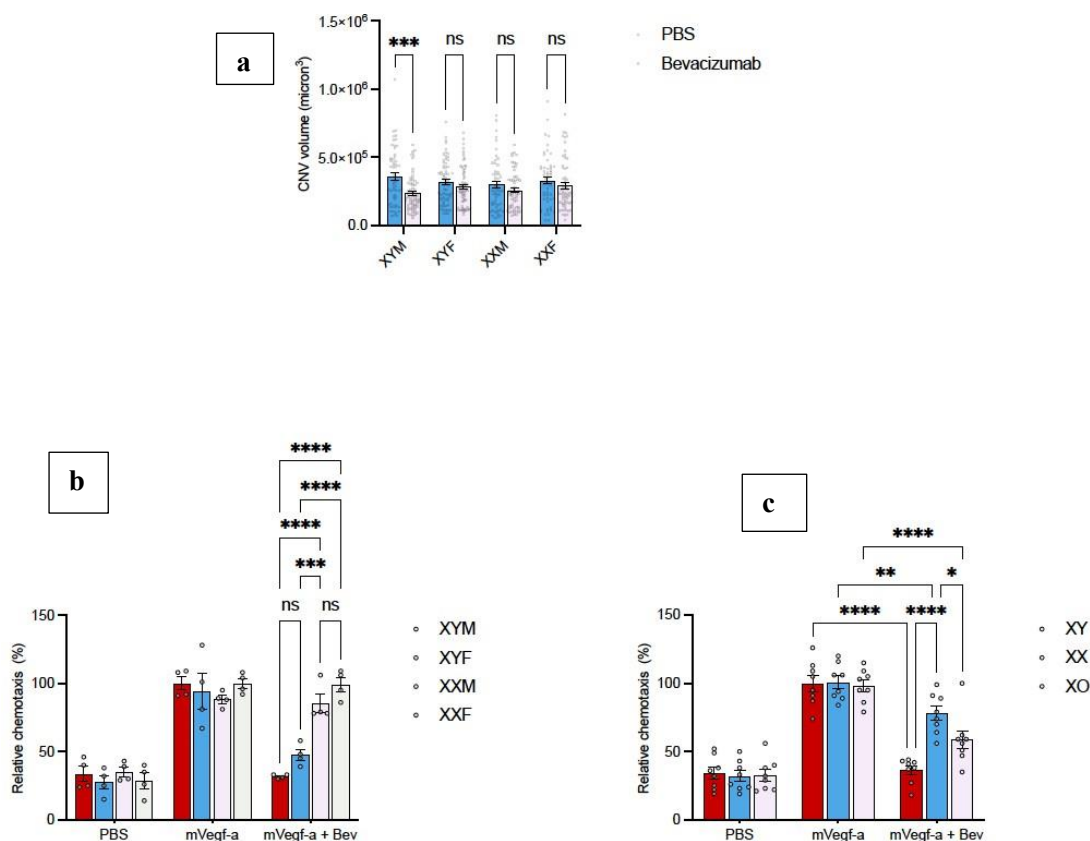 a
CNV volume (micron³)
1.5×10⁶
1.0×10⁶
5.0×10⁵
0.0
*** ns ns ns
XYM XYF XXM XXF
PBS
Bevacizumab
b
Relative chemotaxis (%)
150
100
50
0
****
****
****
***
ns ns
PBS mVegf-a mVegf-a + Bev
XYM
XYF
XXM
XXF
c
Relative chemotaxis (%)
150
100
50
0
****
** *
**** ****
PBS mVegf-a mVegf-a + Bev
XY
XX
XO